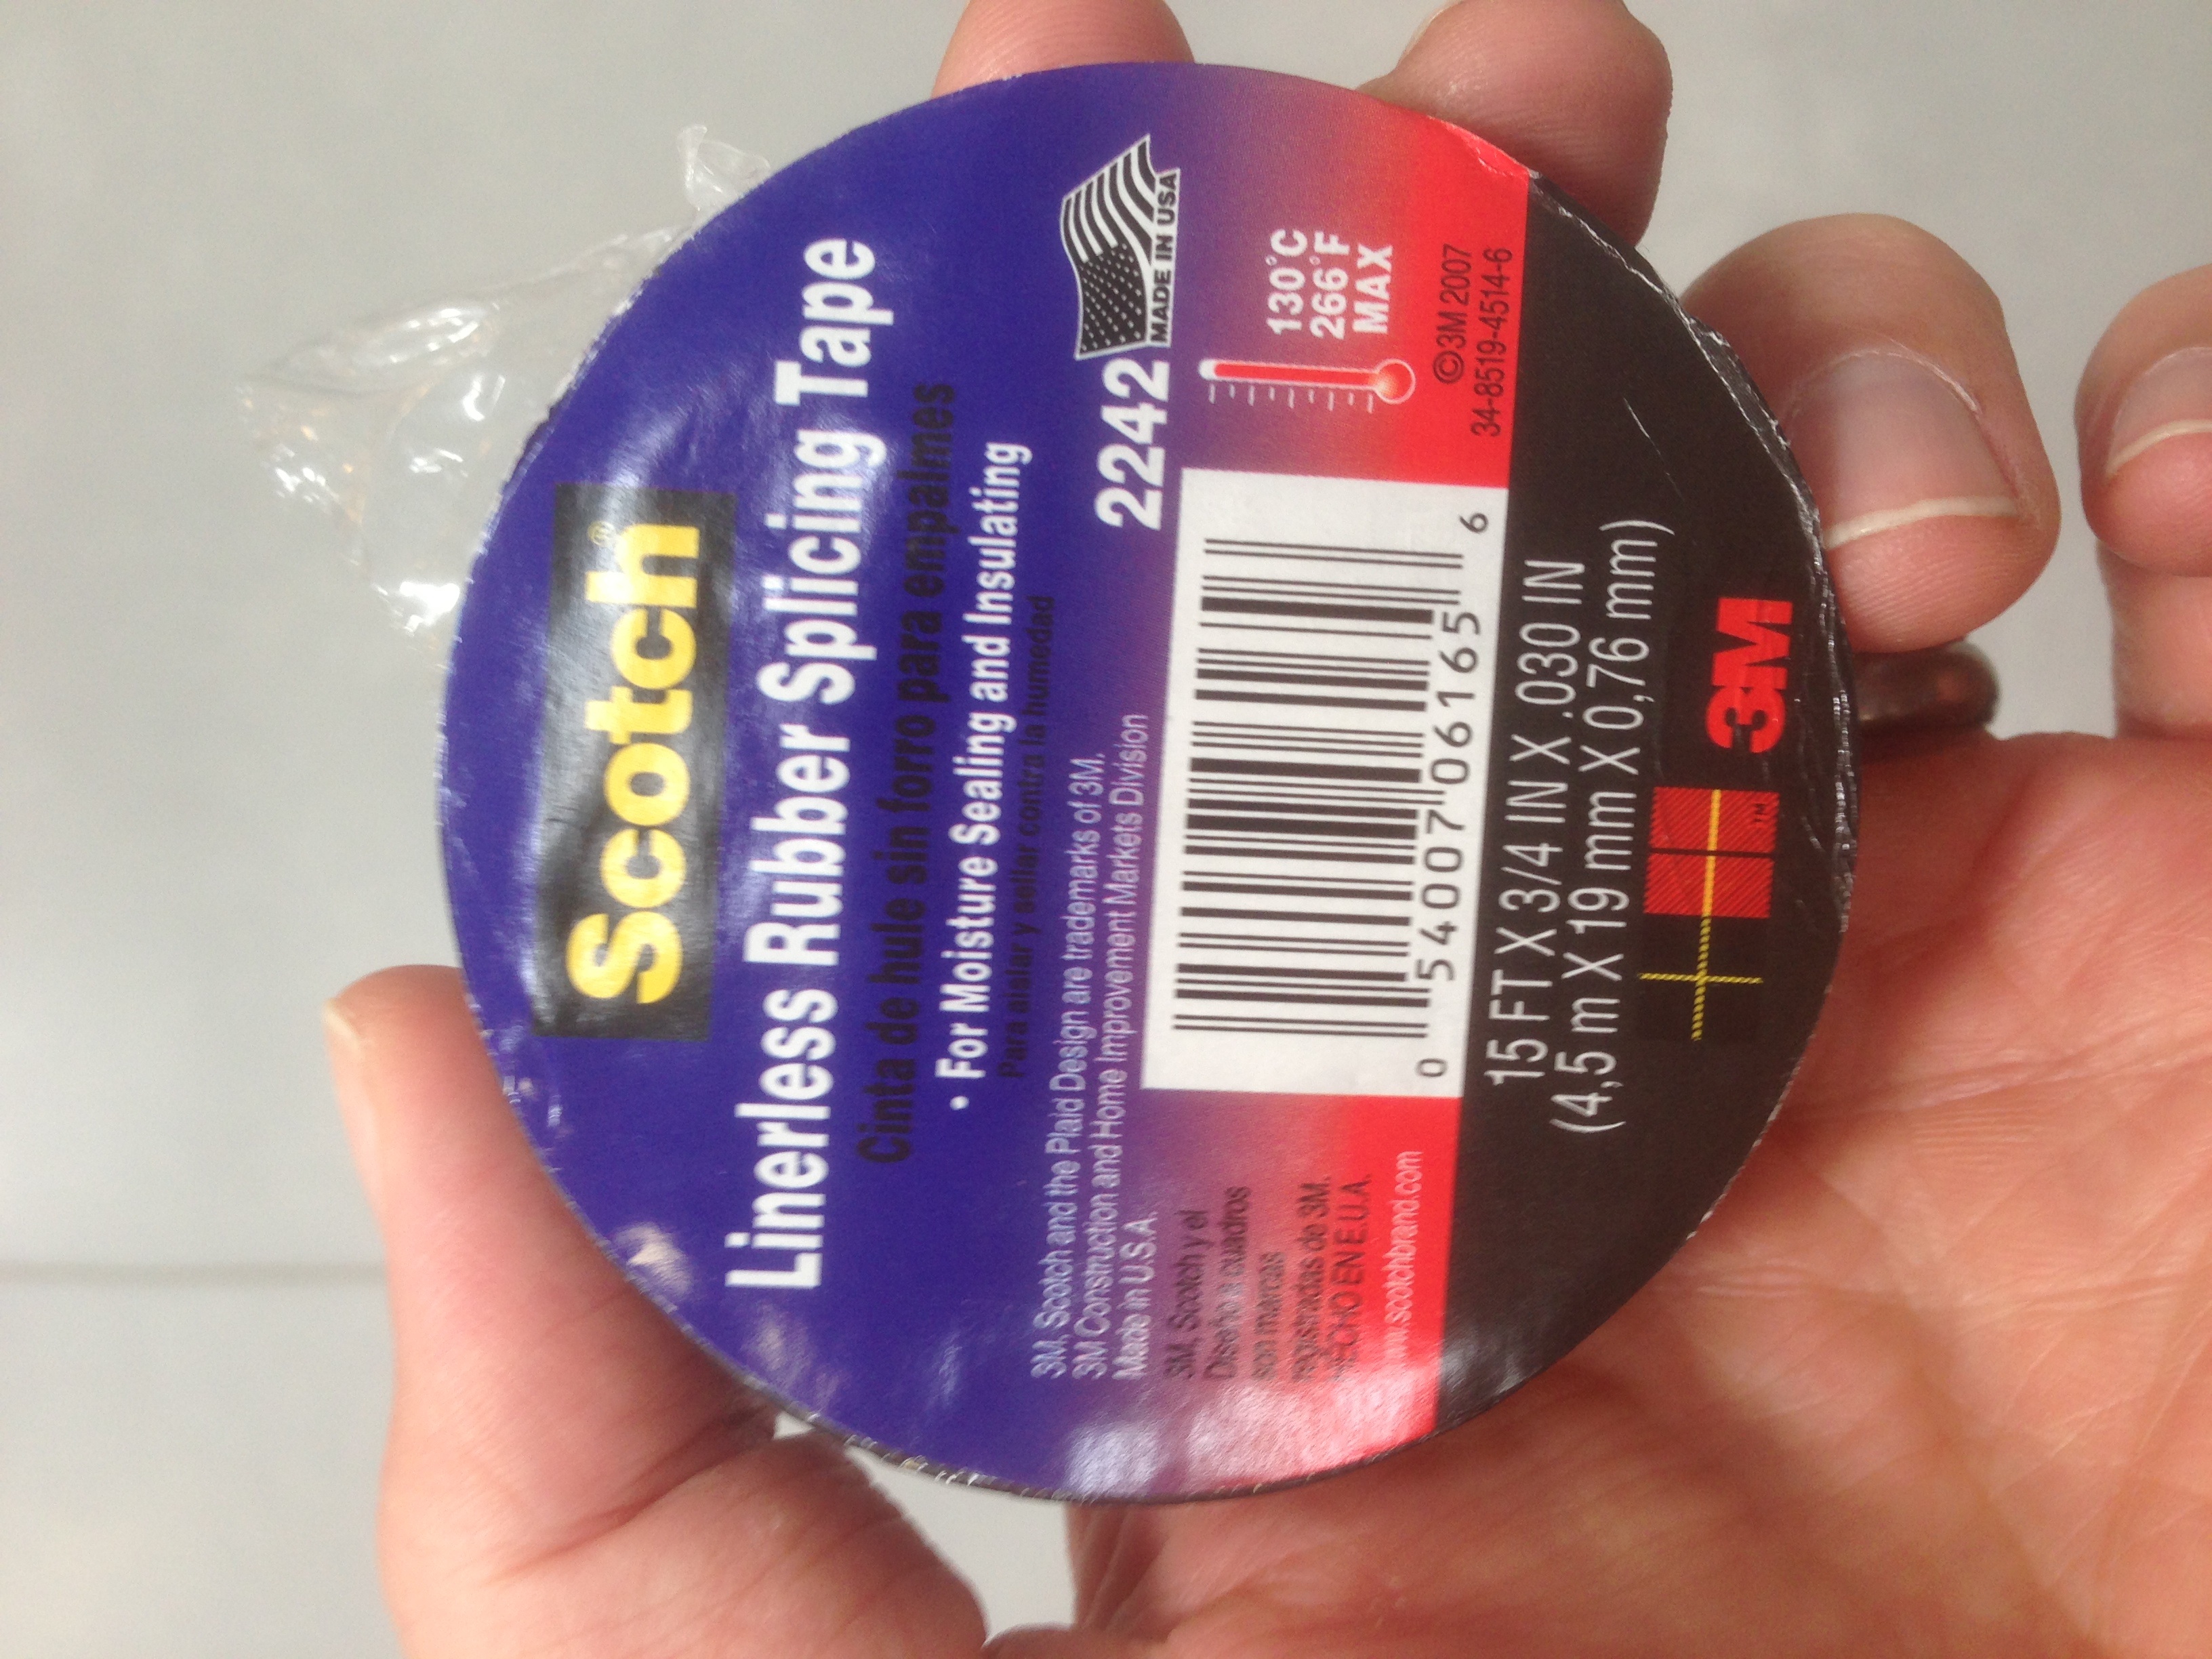 Scotch®
Linerless Rubber Splicing Tape
Cinta de hule sin forro para empalmes
• For Moisture Sealing and Insulating
Para aislar y sellar contra la humedad
3M, Scotch and the Plaid Design are trademarks of 3M.
3M Construction and Home Improvement Markets Division
Made in U.S.A.
2242
MADE IN USA
3M, Scotch y el
Diseño a cuadros
son marcas
registradas de 3M.
HECHO EN E.U.A.
www.scotchbrand.com
0 54007 06165 6
130°C
266°F
MAX
©3M 2007
34-8519-4514-6
15 FT X 3/4 IN X .030 IN
(4,5 m X 19 mm X 0,76 mm)
™ 3M